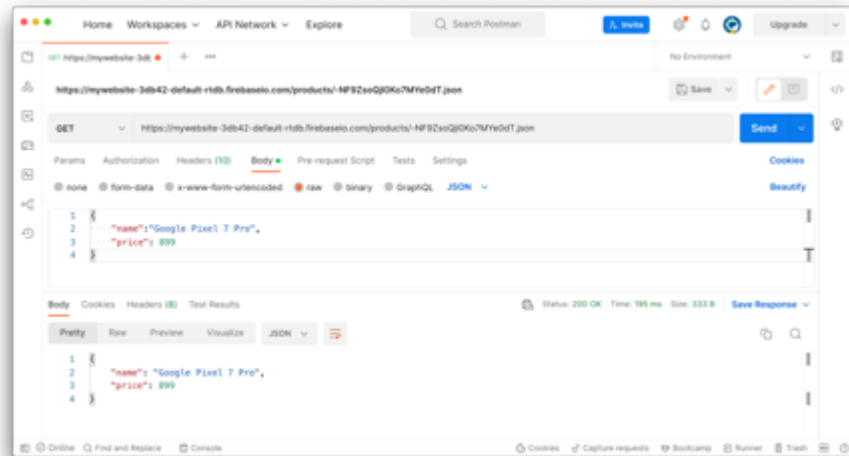 Home Workspaces API Network Explore Search Postman Invite Upgrade
GET https://mywebsite-3db + ••• No Environment
https://mywebsite-3db42-default-rtdb.firebaseio.com/products/-NF9ZsoQjl0Ko7MYe0dT.json Save
GET https://mywebsite-3db42-default-rtdb.firebaseio.com/products/-NF9ZsoQjl0Ko7MYe0dT.json Send
Params Authorization Headers (10) Body Pre-request Script Tests Settings Cookies
none form-data x-www-form-urlencoded raw binary GraphQL JSON Beautify
1 {
2 "name":"Google Pixel 7 Pro",
3 "price": 899
4 }
Body Cookies Headers (8) Test Results Status: 200 OK Time: 195 ms Size: 333 B Save Response
Pretty Raw Preview Visualize JSON
1 {
2 "name": "Google Pixel 7 Pro",
3 "price": 899
4 }
Online Find and Replace Console Cookies Capture requests Bootcamp Runner Trash